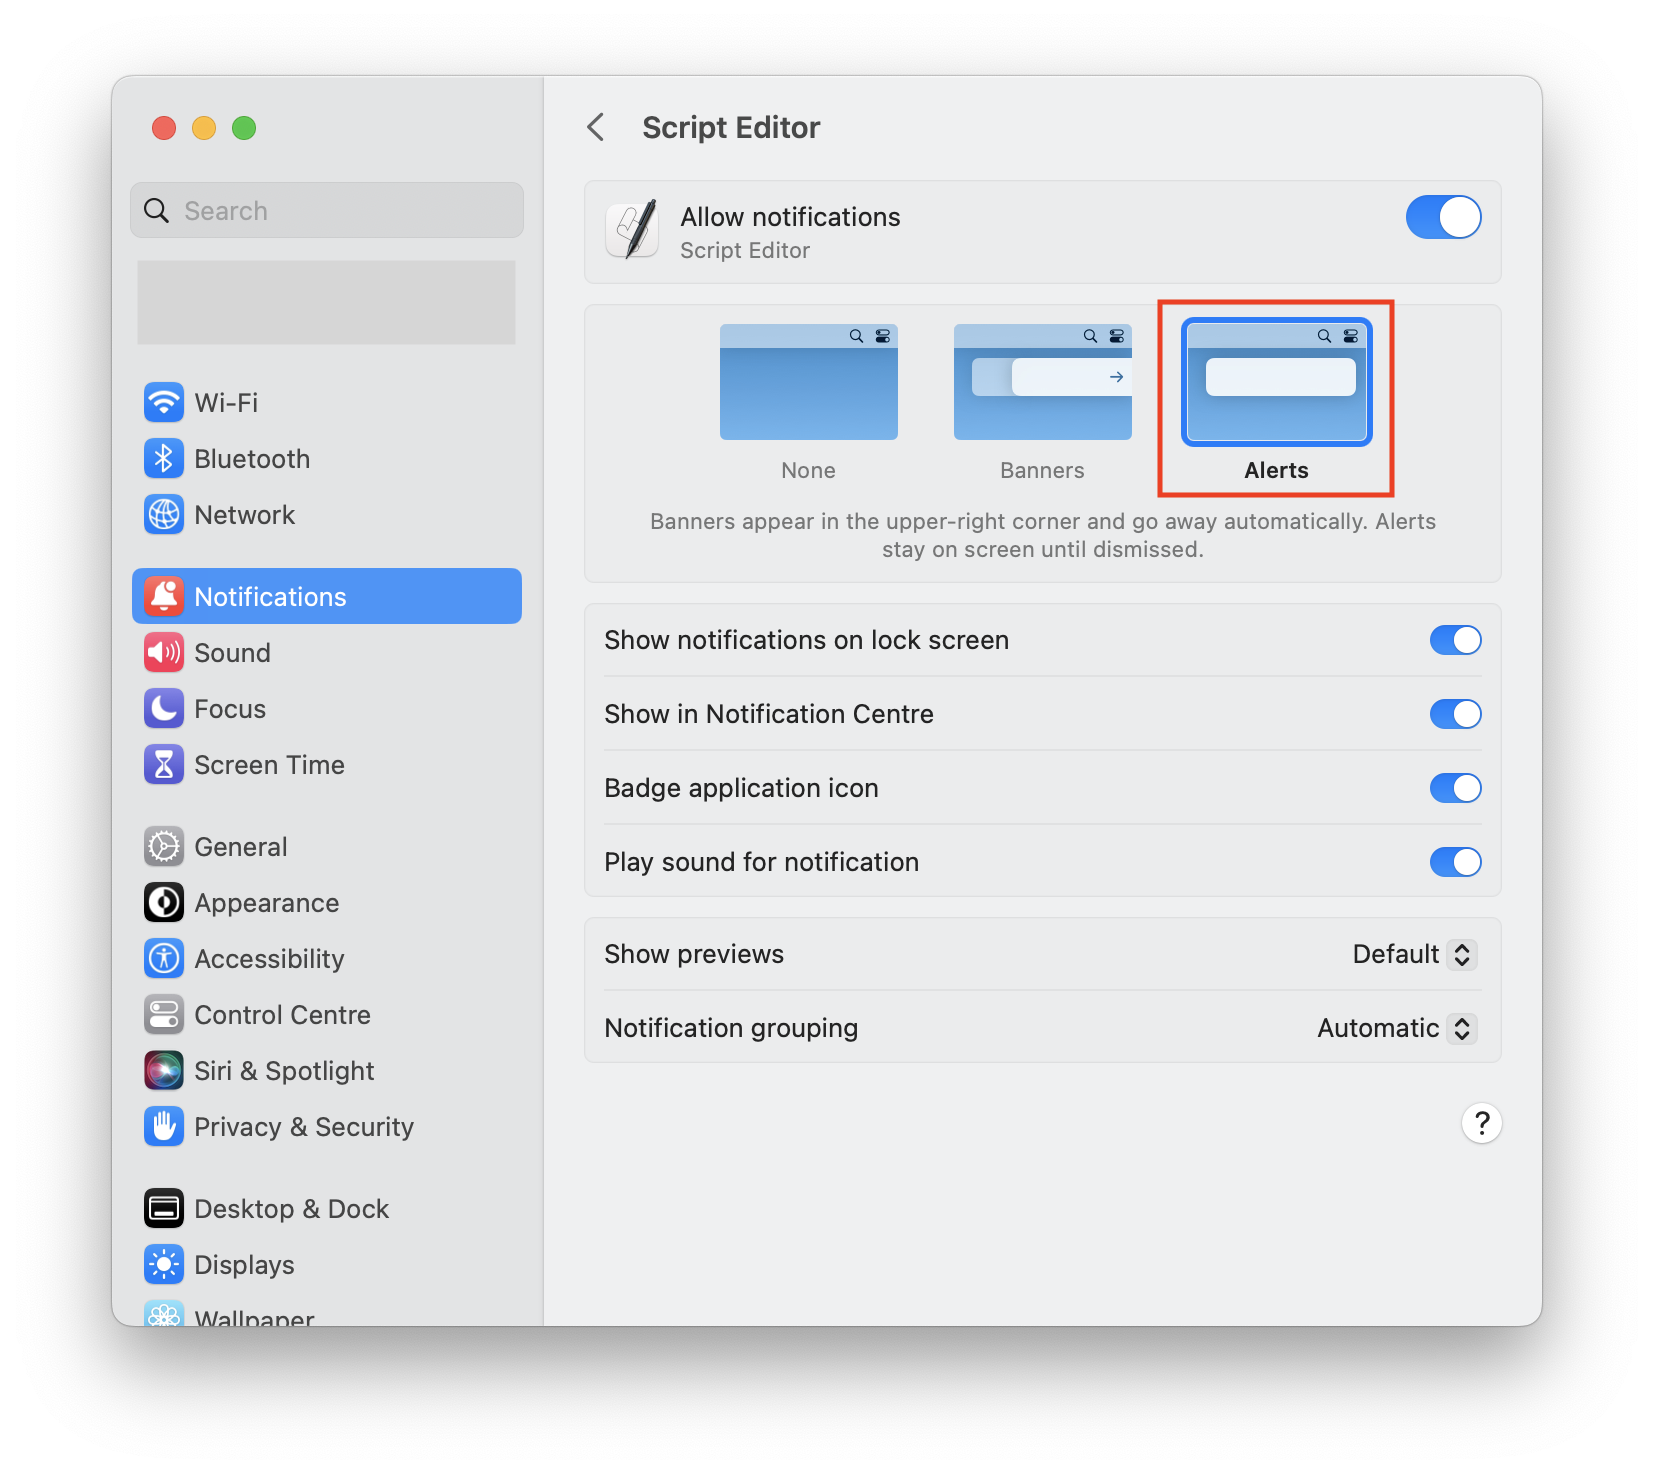 Search
Wi-Fi
Bluetooth
Network
Notifications
Sound
Focus
Screen Time
General
Appearance
Accessibility
Control Centre
Siri & Spotlight
Privacy & Security
Desktop & Dock
Displays
Wallpaper
Script Editor
Allow notifications
Script Editor
None
Banners
Alerts
Banners appear in the upper-right corner and go away automatically. Alerts
stay on screen until dismissed.
Show notifications on lock screen
Show in Notification Centre
Badge application icon
Play sound for notification
Show previews Default
Notification grouping Automatic
?